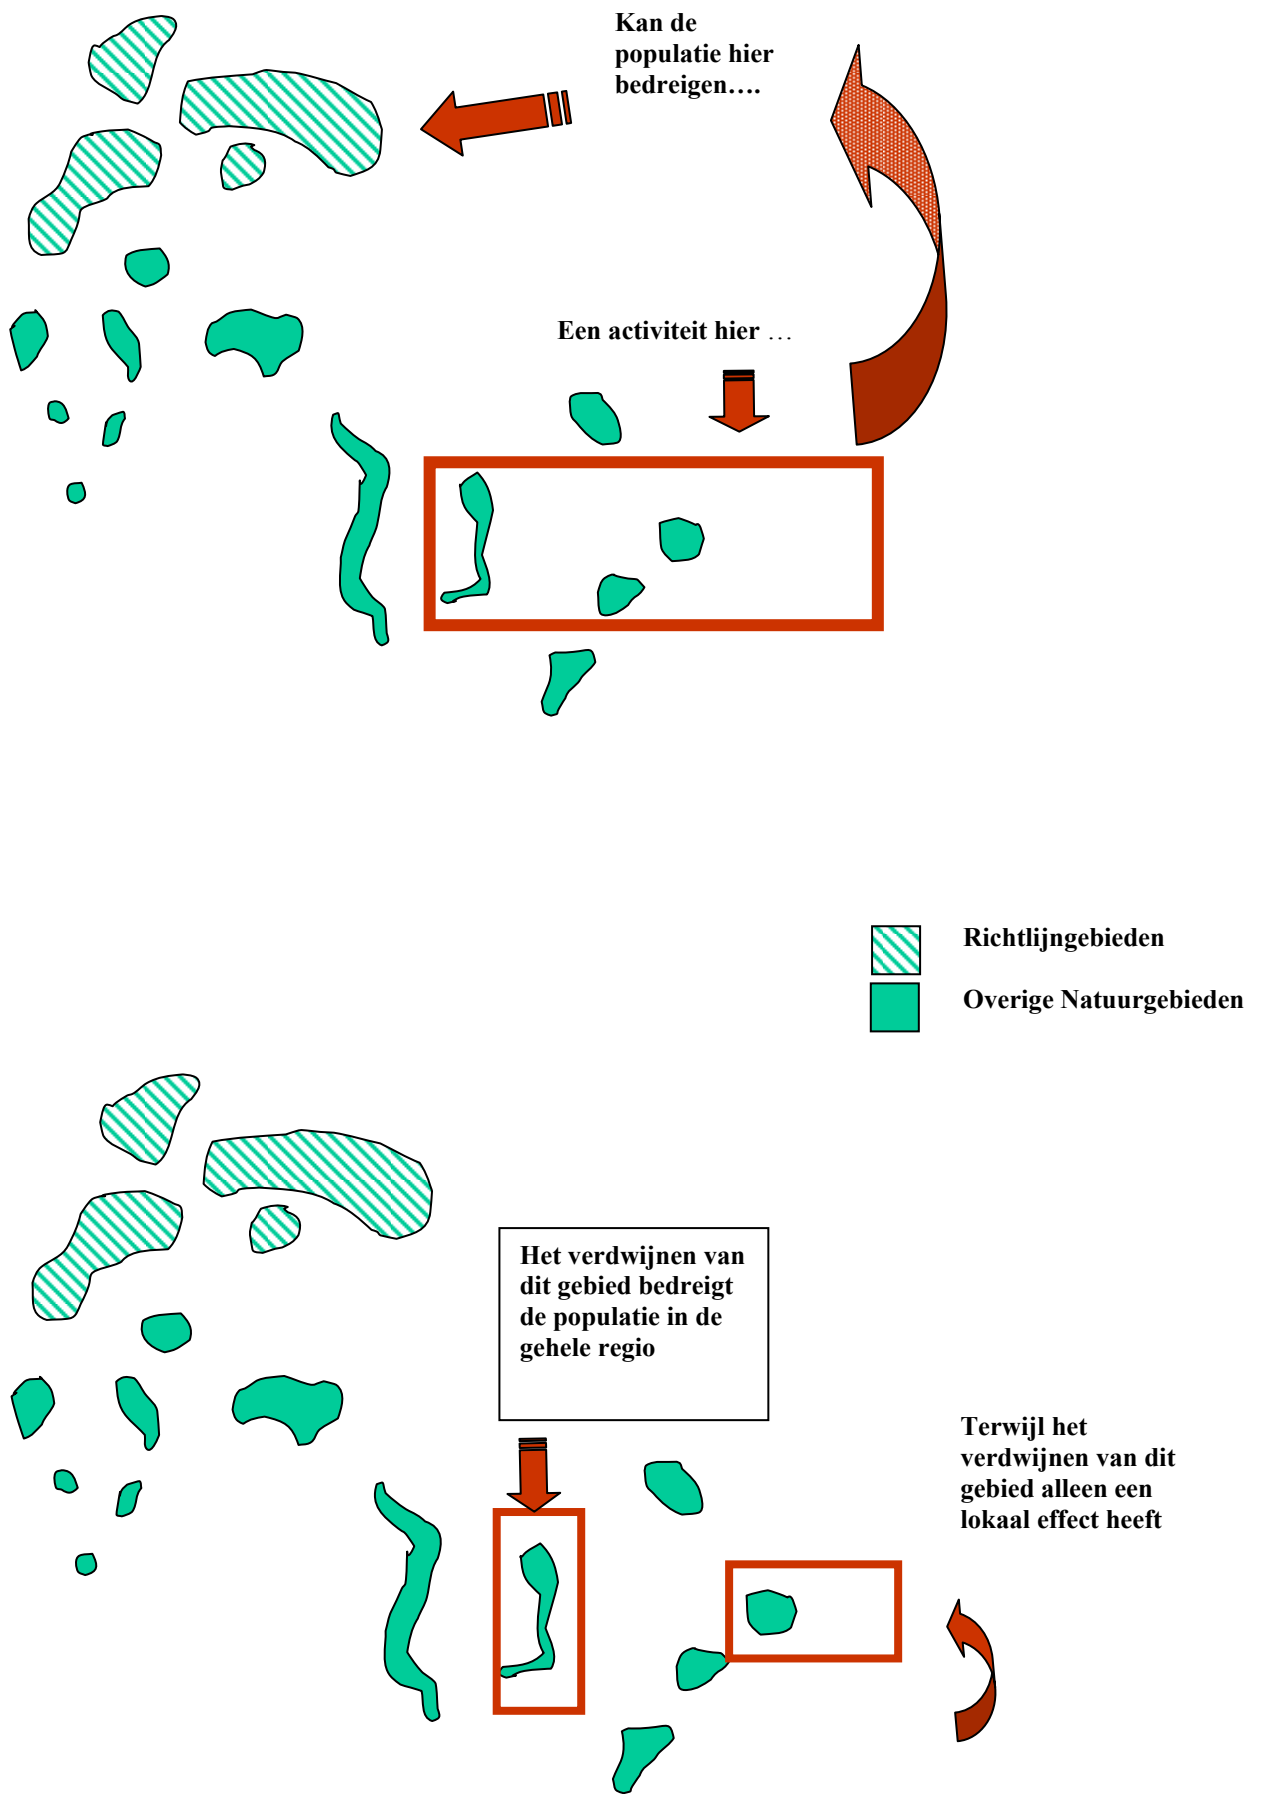 Kan de
populatie hier
bedreigen….
Een activiteit hier …
Richtlijngebieden
Overige Natuurgebieden
Het verdwijnen van
dit gebied bedreigt
de populatie in de
gehele regio
Terwijl het
verdwijnen van dit
gebied alleen een
lokaal effect heeft